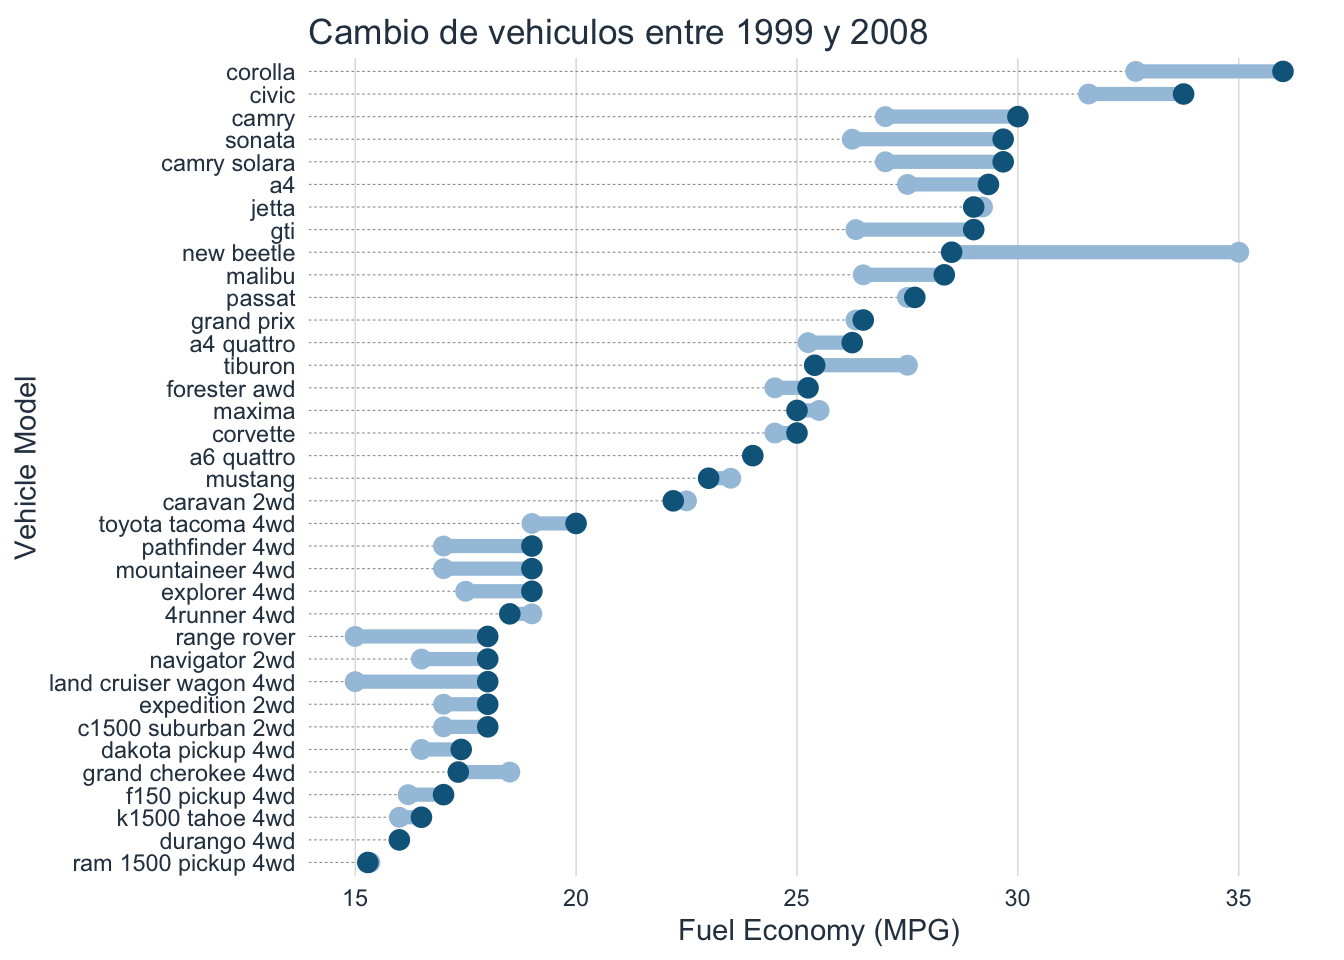 Cambio de vehiculos entre 1999 y 2008
Vehicle Model
corolla
civic
camry
sonata
camry solara
a4
jetta
gti
new beetle
malibu
passat
grand prix
a4 quattro
tiburon
forester awd
maxima
corvette
a6 quattro
mustang
caravan 2wd
toyota tacoma 4wd
pathfinder 4wd
mountaineer 4wd
explorer 4wd
4runner 4wd
range rover
navigator 2wd
land cruiser wagon 4wd
expedition 2wd
c1500 suburban 2wd
dakota pickup 4wd
grand cherokee 4wd
f150 pickup 4wd
k1500 tahoe 4wd
durango 4wd
ram 1500 pickup 4wd
15 20 25 30 35
Fuel Economy (MPG)